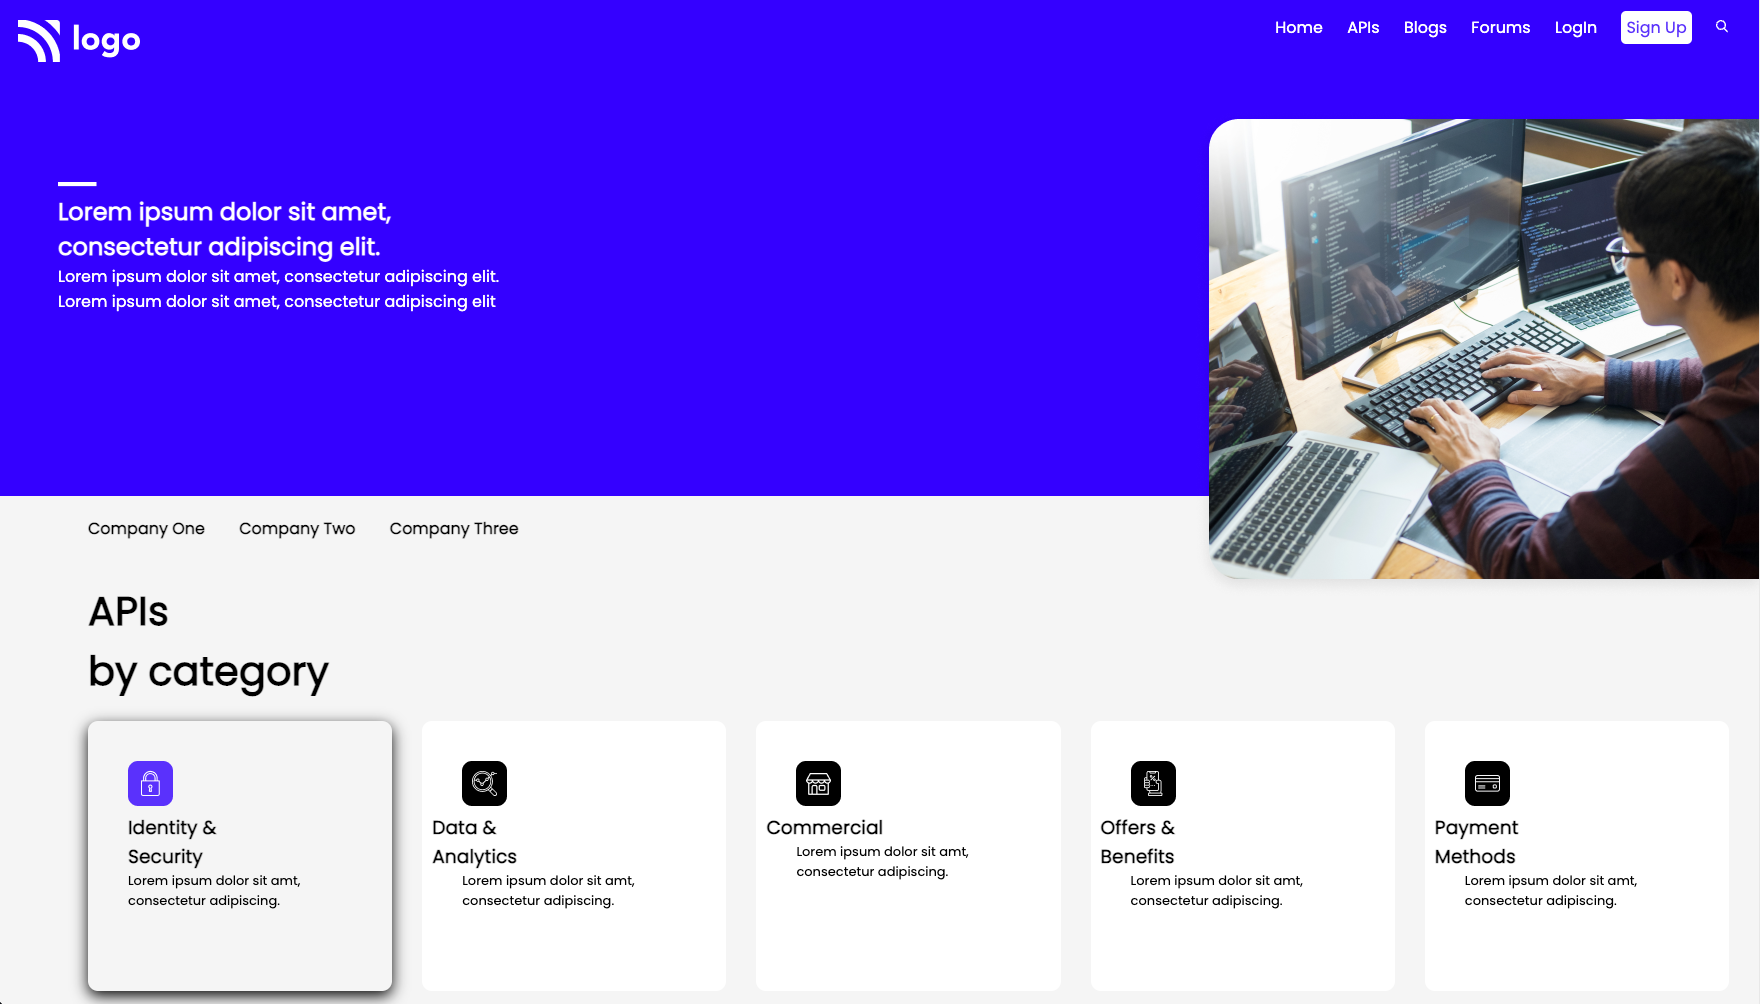 logo
Home APIs Blogs Forums LogIn Sign Up
Lorem ipsum dolor sit amet,
consectetur adipiscing elit.
Lorem ipsum dolor sit amet, consectetur adipiscing elit.
Lorem ipsum dolor sit amet, consectetur adipiscing elit
Company One Company Two Company Three
APIs
by category
Identity &
Security
Lorem ipsum dolor sit amt,
consectetur adipiscing.
Data &
Analytics
Lorem ipsum dolor sit amt,
consectetur adipiscing.
Commercial
Lorem ipsum dolor sit amt,
consectetur adipiscing.
Offers &
Benefits
Lorem ipsum dolor sit amt,
consectetur adipiscing.
Payment
Methods
Lorem ipsum dolor sit amt,
consectetur adipiscing.